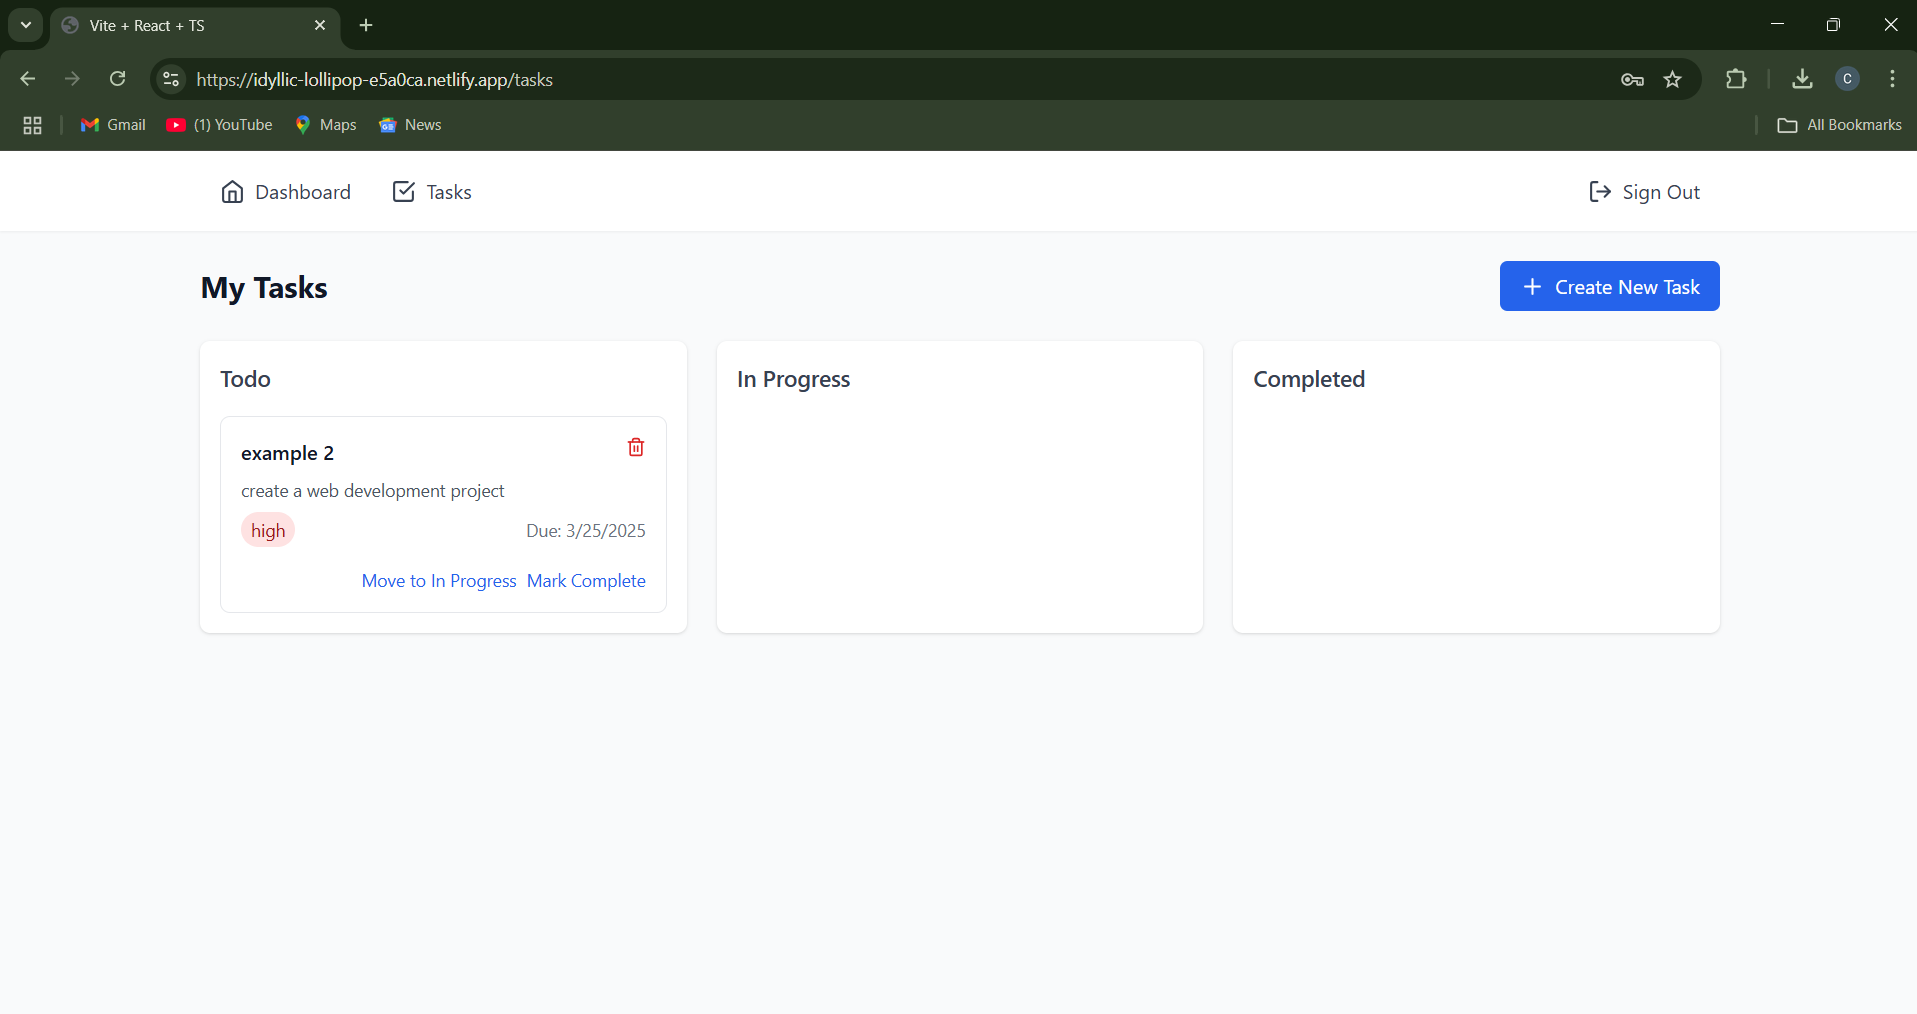 Vite + React + TS
https://idyllic-lollipop-e5a0ca.netlify.app/tasks
C
Gmail
(1) YouTube
Maps
News
All Bookmarks
Dashboard
Tasks
Sign Out
My Tasks
Create New Task
Todo
In Progress
Completed
example 2
create a web development project
high
Due: 3/25/2025
Move to In Progress
Mark Complete